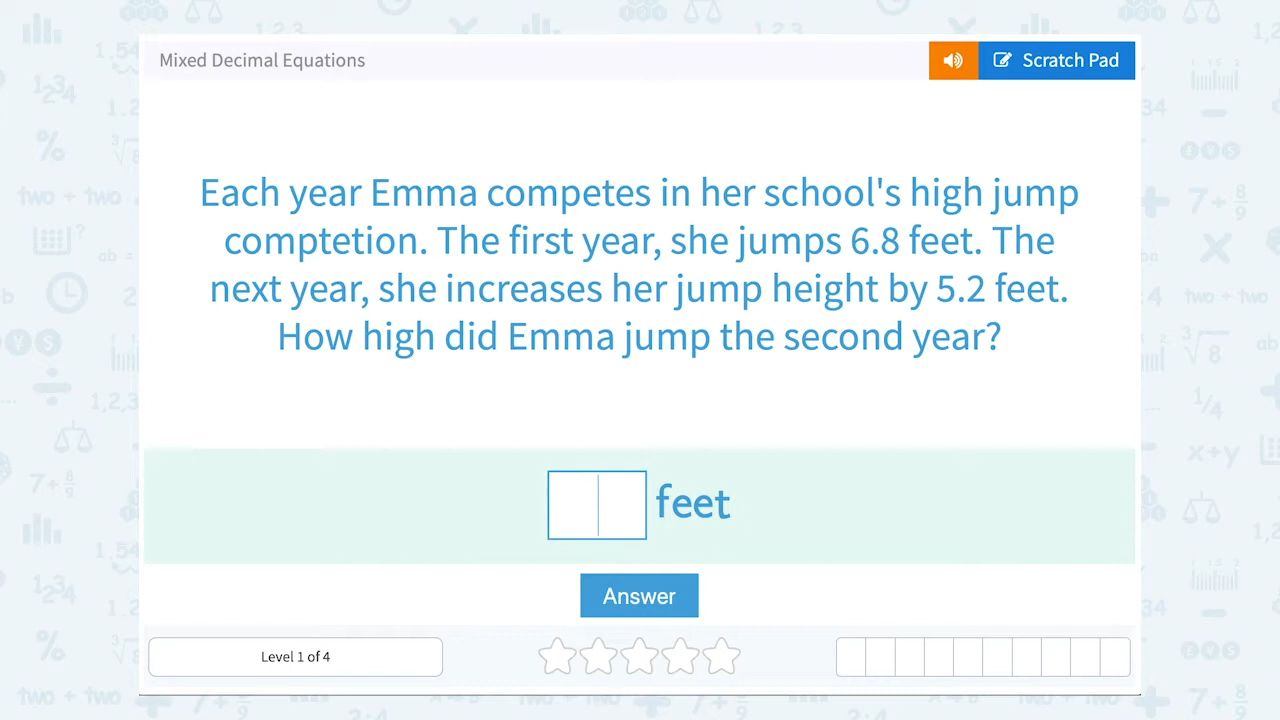 Mixed Decimal Equations
Scratch Pad
Each year Emma competes in her school's high jump
comptetion. The first year, she jumps 6.8 feet. The
next year, she increases her jump height by 5.2 feet.
How high did Emma jump the second year?
feet
Answer
Level 1 of 4